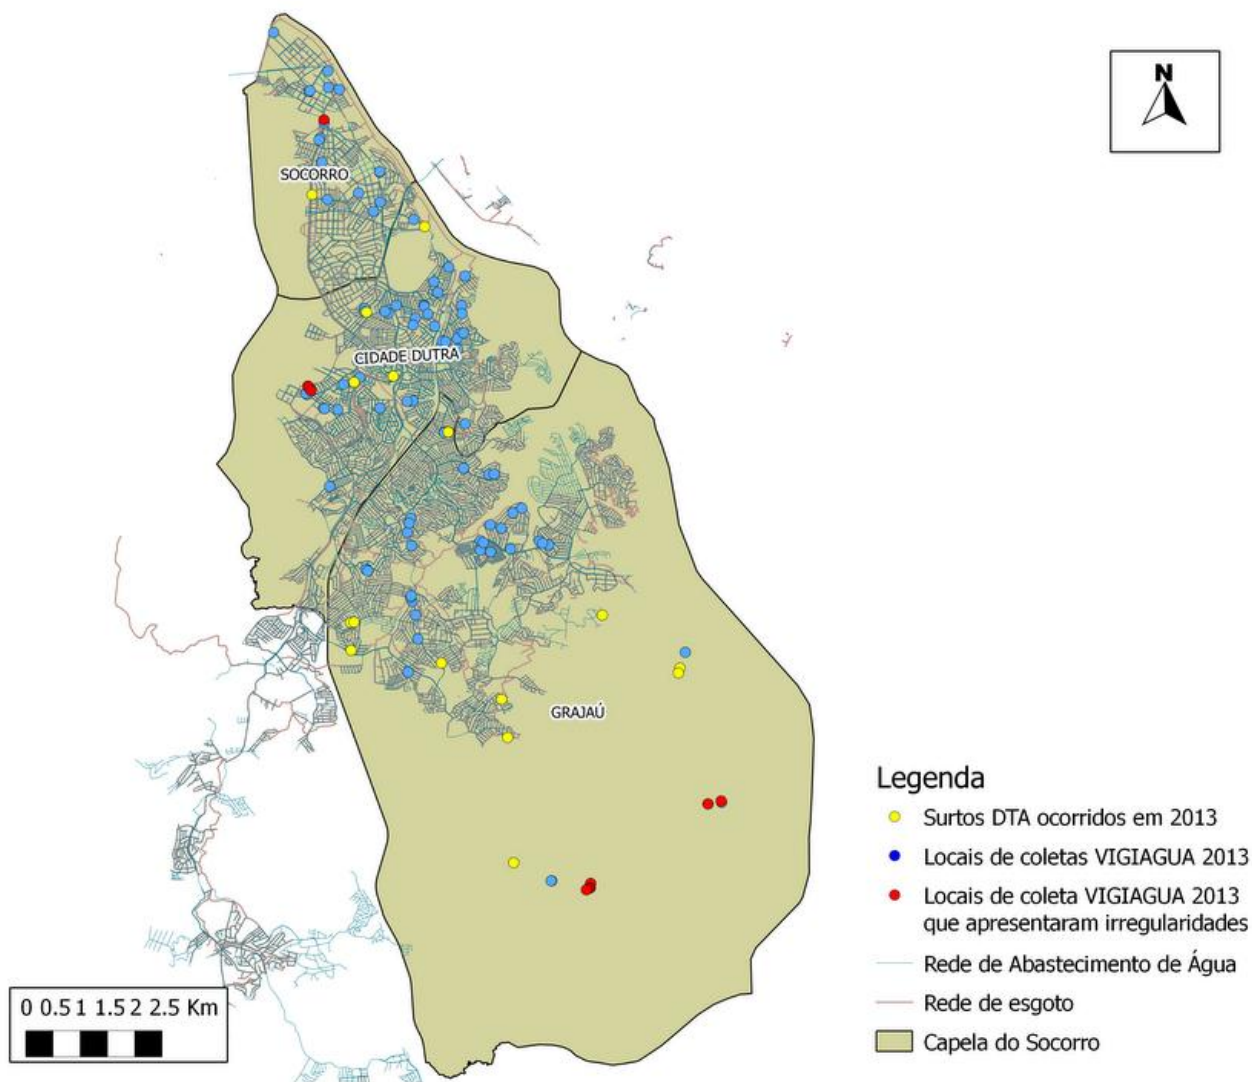 N
SOCORRO
CIDADE DUTRA
GRAJAÚ
Legenda
Surtos DTA ocorridos em 2013
Locais de coletas VIGIAGUA 2013
Locais de coleta VIGIAGUA 2013
que apresentaram irregularidades
Rede de Abastecimento de Água
Rede de esgoto
Capela do Socorro
0 0.5 1 1.5 2 2.5 Km